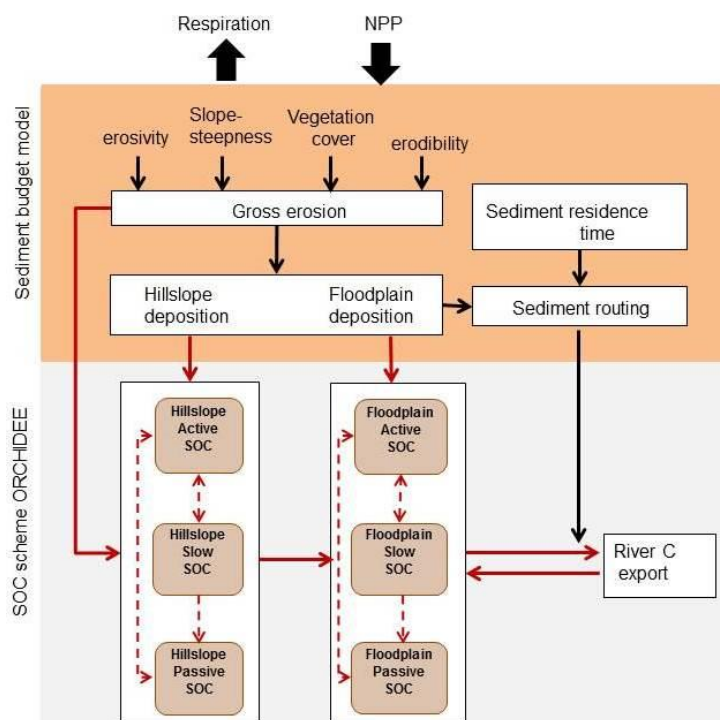 Respiration
NPP
Sediment budget model
erosivity
Slope-
steepness
Vegetation
cover
erodibility
Gross erosion
Sediment residence
time
Hillslope
deposition
Floodplain
deposition
Sediment routing
SOC scheme ORCHIDEE
Hillslope
Active
SOC
Floodplain
Active
SOC
Hillslope
Slow
SOC
Floodplain
Slow
SOC
River C
export
Hillslope
Passive
SOC
Floodplain
Passive
SOC